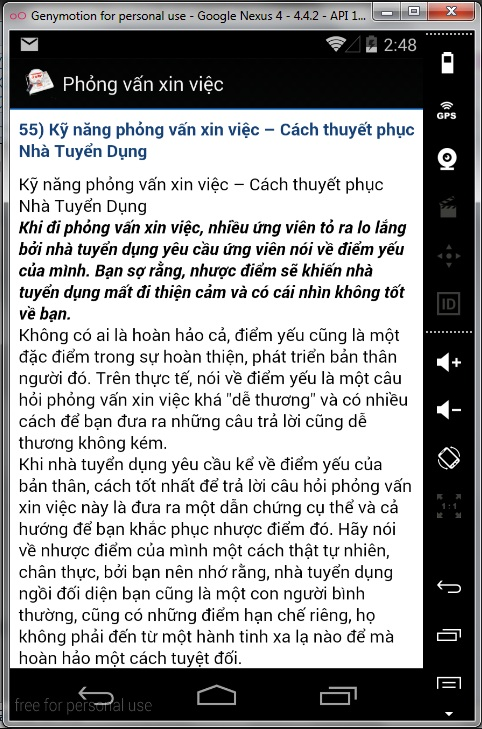 Genymotion for personal use - Google Nexus 4 - 4.4.2 - API 1...
2:48
Phỏng vấn xin việc
GPS
55) Kỹ năng phỏng vấn xin việc – Cách thuyết phục
Nhà Tuyển Dụng
Kỹ năng phỏng vấn xin việc – Cách thuyết phục
Nhà Tuyển Dụng
Khi đi phỏng vấn xin việc, nhiều ứng viên tỏ ra lo lắng
bởi nhà tuyển dụng yêu cầu ứng viên nói về điểm yếu
của mình. Bạn sợ rằng, nhược điểm sẽ khiến nhà
tuyển dụng mất đi thiện cảm và có cái nhìn không tốt
về bạn.
Không có ai là hoàn hảo cả, điểm yếu cũng là một
đặc điểm trong sự hoàn thiện, phát triển bản thân
người đó. Trên thực tế, nói về điểm yếu là một câu
hỏi phỏng vấn xin việc khá "dễ thương" và có nhiều
cách để bạn đưa ra những câu trả lời cũng dễ
thương không kém.
Khi nhà tuyển dụng yêu cầu kể về điểm yếu của
bản thân, cách tốt nhất để trả lời câu hỏi phỏng vấn
xin việc này là đưa ra một dẫn chứng cụ thể và cả
hướng để bạn khắc phục nhược điểm đó. Hãy nói
về nhược điểm của mình một cách thật tự nhiên,
chân thực, bởi bạn nên nhớ rằng, nhà tuyển dụng
ngồi đối diện bạn cũng là một con người bình
thường, cũng có những điểm hạn chế riêng, họ
không phải đến từ một hành tinh xa lạ nào để mà
hoàn hảo một cách tuyệt đối.
ID
1:1
free for personal use